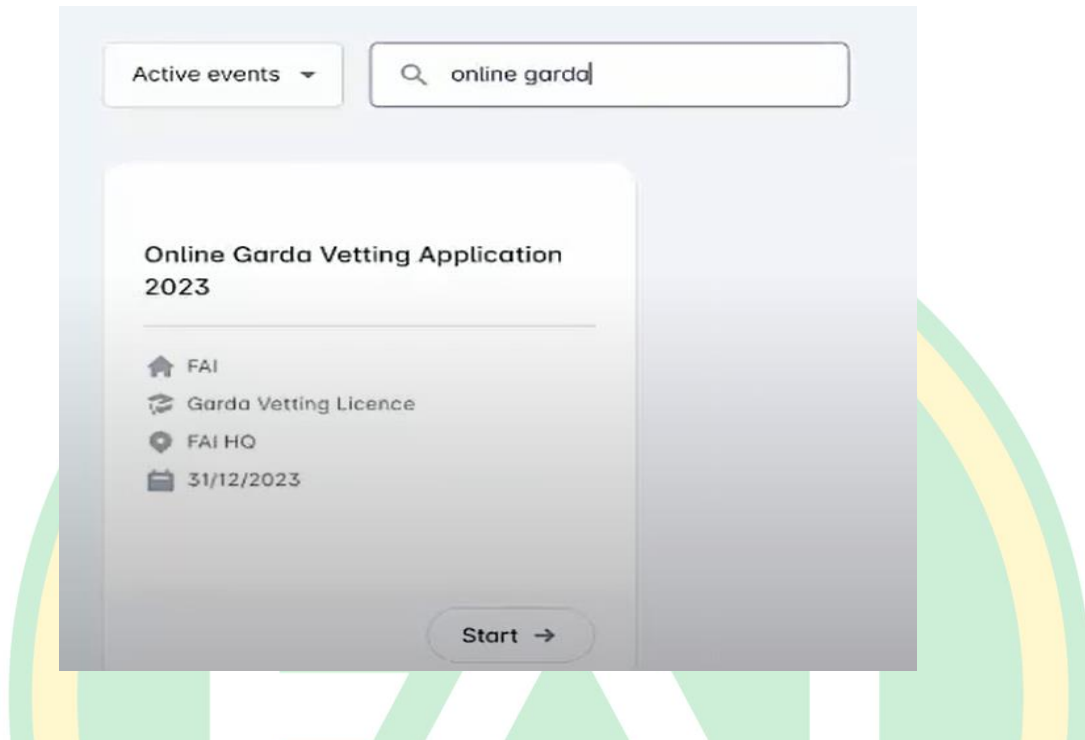 Active events
online garda
Online Garda Vetting Application
2023
FAI
Garda Vetting Licence
FAI HQ
31/12/2023
Start →
FAI